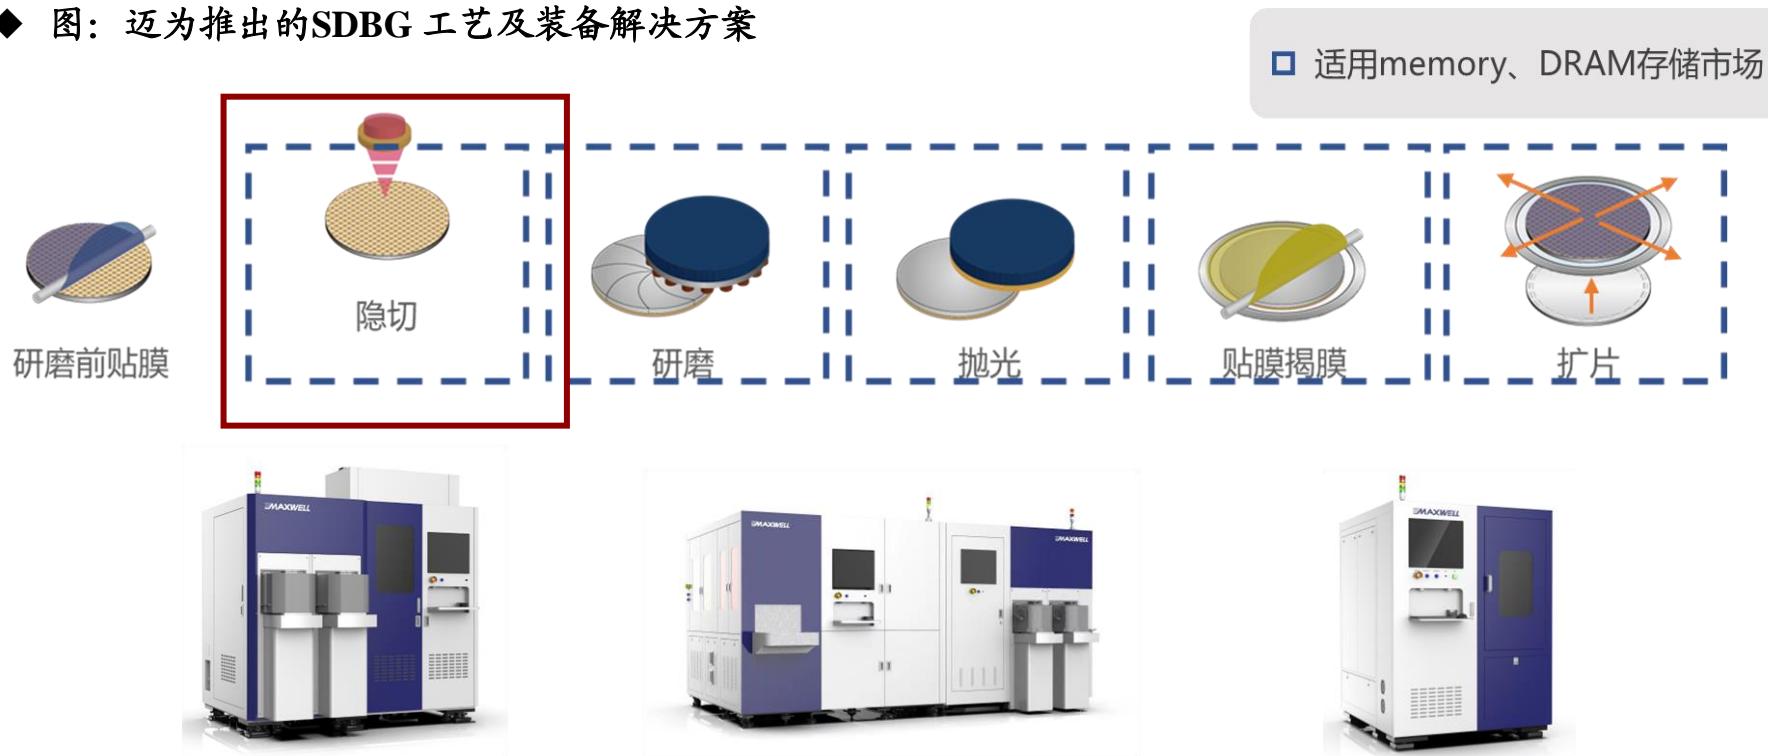 ◆ 图：迈为推出的SDBG 工艺及装备解决方案
适用memory、DRAM存储市场
研磨前贴膜
隐切
研磨
抛光
贴膜揭膜
扩片
MAXWELL
MAXWELL
MAXWELL
MAXWELL